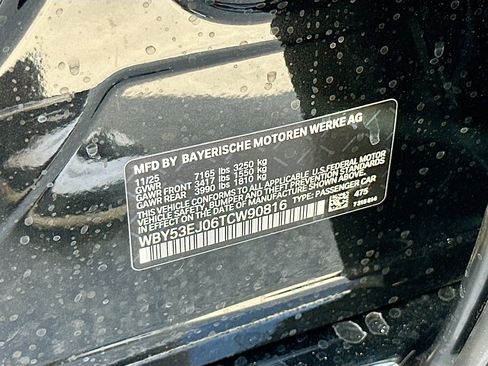 MFD BY BAYERISCHE MOTOREN WERKE AG
11/25
GVWR 7165 lbs 3250 kg
GAWR FRONT 3417 lbs 1550 kg
GAWR REAR 3990 lbs 1810 kg
THIS VEHICLE CONFORMS TO ALL APPLICABLE U.S. FEDERAL MOTOR
VEHICLE SAFETY, BUMPER, AND THEFT PREVENTION STANDARDS IN
EFFECT ON THE DATE OF MANUFACTURE SHOWN ABOVE.
WBY53EJ06TCW90816 TYPE: PASSENGER CAR
475